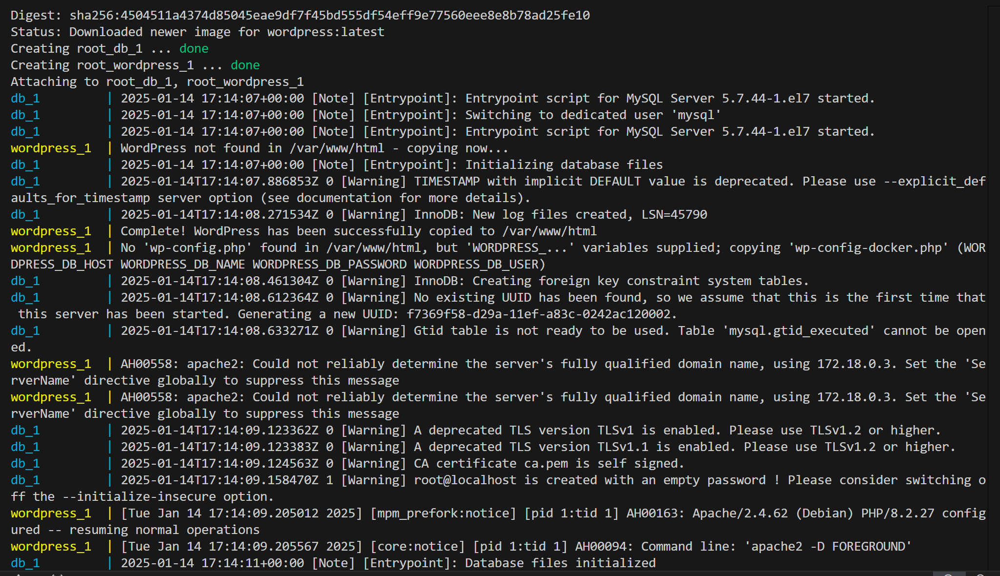 Digest: sha256:4504511a4374d85045eae9df7f45bd555df54eff9e77560eee8e8b78ad25fe10
Status: Downloaded newer image for wordpress:latest
Creating root_db_1 ... done
Creating root_wordpress_1 ... done
Attaching to root_db_1, root_wordpress_1
db_1         | 2025-01-14 17:14:07+00:00 [Note] [Entrypoint]: Entrypoint script for MySQL Server 5.7.44-1.el7 started.
db_1         | 2025-01-14 17:14:07+00:00 [Note] [Entrypoint]: Switching to dedicated user 'mysql'
db_1         | 2025-01-14 17:14:07+00:00 [Note] [Entrypoint]: Entrypoint script for MySQL Server 5.7.44-1.el7 started.
wordpress_1  | WordPress not found in /var/www/html - copying now...
db_1         | 2025-01-14 17:14:07+00:00 [Note] [Entrypoint]: Initializing database files
db_1         | 2025-01-14T17:14:07.886853Z 0 [Warning] TIMESTAMP with implicit DEFAULT value is deprecated. Please use --explicit_def
aults_for_timestamp server option (see documentation for more details).
db_1         | 2025-01-14T17:14:08.271534Z 0 [Warning] InnoDB: New log files created, LSN=45790
wordpress_1  | Complete! WordPress has been successfully copied to /var/www/html
wordpress_1  | No 'wp-config.php' found in /var/www/html, but 'WORDPRESS_...' variables supplied; copying 'wp-config-docker.php' (WOR
DPRESS_DB_HOST WORDPRESS_DB_NAME WORDPRESS_DB_PASSWORD WORDPRESS_DB_USER)
db_1         | 2025-01-14T17:14:08.461304Z 0 [Warning] InnoDB: Creating foreign key constraint system tables.
db_1         | 2025-01-14T17:14:08.612364Z 0 [Warning] No existing UUID has been found, so we assume that this is the first time that
 this server has been started. Generating a new UUID: f7369f58-d29a-11ef-a83c-0242ac120002.
db_1         | 2025-01-14T17:14:08.633271Z 0 [Warning] Gtid table is not ready to be used. Table 'mysql.gtid_executed' cannot be open
ed.
wordpress_1  | AH00558: apache2: Could not reliably determine the server's fully qualified domain name, using 172.18.0.3. Set the 'Se
rverName' directive globally to suppress this message
wordpress_1  | AH00558: apache2: Could not reliably determine the server's fully qualified domain name, using 172.18.0.3. Set the 'Se
rverName' directive globally to suppress this message
db_1         | 2025-01-14T17:14:09.123362Z 0 [Warning] A deprecated TLS version TLSv1 is enabled. Please use TLSv1.2 or higher.
db_1         | 2025-01-14T17:14:09.123383Z 0 [Warning] A deprecated TLS version TLSv1.1 is enabled. Please use TLSv1.2 or higher.
db_1         | 2025-01-14T17:14:09.124563Z 0 [Warning] CA certificate ca.pem is self signed.
db_1         | 2025-01-14T17:14:09.158470Z 1 [Warning] root@localhost is created with an empty password ! Please consider switching o
ff the --initialize-insecure option.
wordpress_1  | [Tue Jan 14 17:14:09.205012 2025] [mpm_prefork:notice] [pid 1:tid 1] AH00163: Apache/2.4.62 (Debian) PHP/8.2.27 config
ured -- resuming normal operations
wordpress_1  | [Tue Jan 14 17:14:09.205567 2025] [core:notice] [pid 1:tid 1] AH00094: Command line: 'apache2 -D FOREGROUND'
db_1         | 2025-01-14 17:14:11+00:00 [Note] [Entrypoint]: Database files initialized